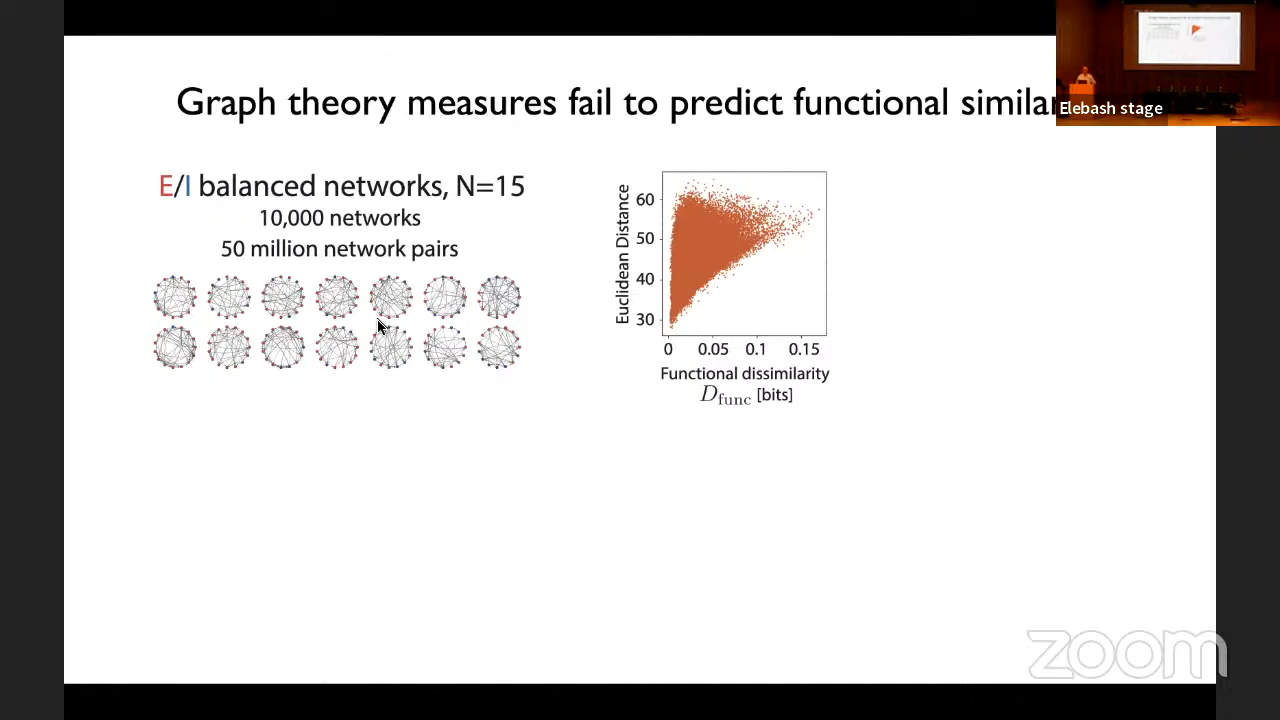 Graph theory measures fail to predict functional similar
Elebash stage
E/I balanced networks, N=15
10,000 networks
50 million network pairs
Euclidean Distance
60
50
40
30
0 0.05 0.1 0.15
Functional dissimilarity
D_func [bits]
zoom